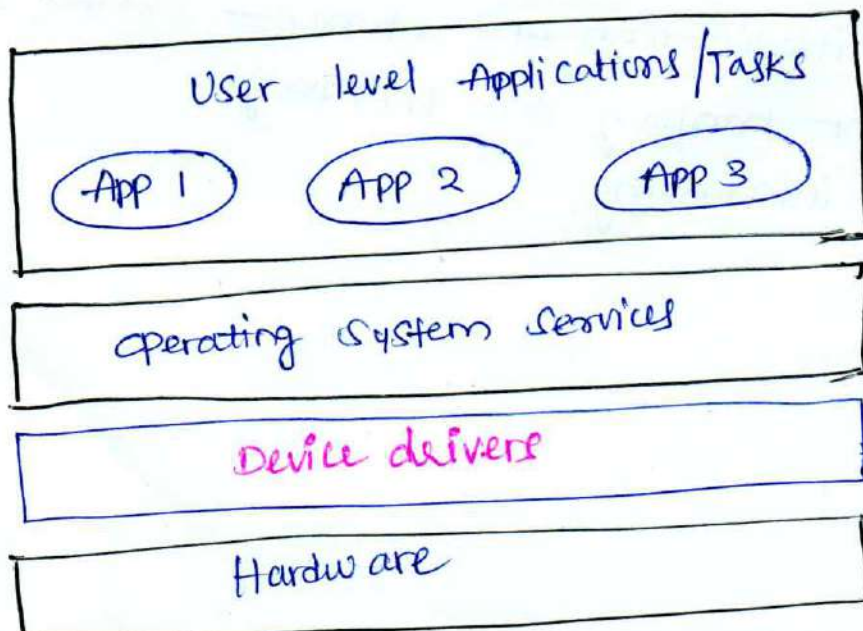 User level Applications/Tasks
App 1 App 2 App 3
Operating System Services
Device drivers
Hardware